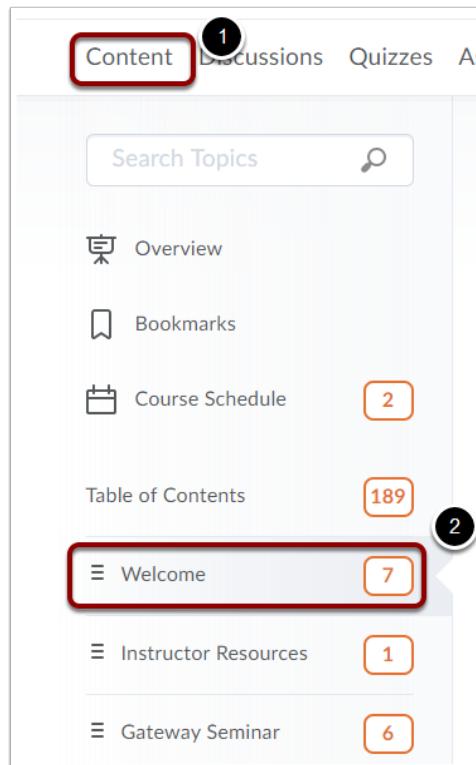 1
Content Discussions Quizzes A
Search Topics
Overview
Bookmarks
Course Schedule 2
Table of Contents 189
2
Welcome 7
Instructor Resources 1
Gateway Seminar 6